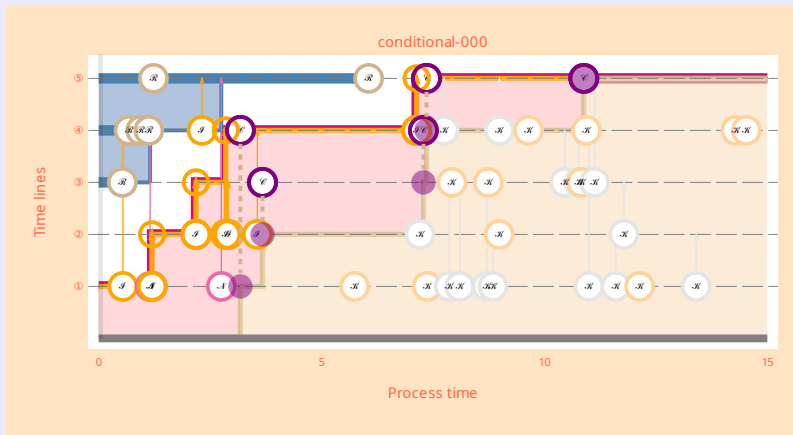 conditional-000
Time lines
⑤
ℛ
ℛ
𝒞
④
ℛ ℛ ℛ
ℐ
𝒞
𝒦
𝒦
𝒦
𝒦
𝒦 𝒦
③
ℛ
𝒞
𝒦
𝒦
𝒦
②
ℐ
ℐ
𝒦
𝒦
𝒦
①
ℐ
𝒩
𝒦
𝒦
𝒦 𝒦
𝒦 𝒦
𝒦
𝒦
𝒦
𝒦
0 5 10 15
Process time